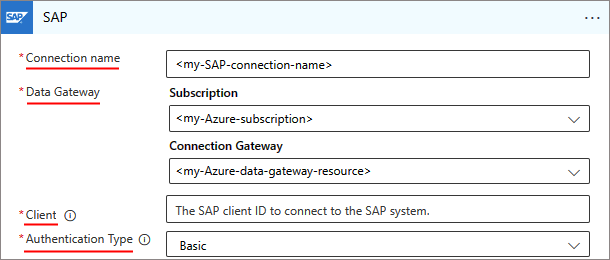 SAP SAP ...
*Connection name <my-SAP-connection-name>
*Data Gateway Subscription
<my-Azure-subscription>
Connection Gateway
<my-Azure-data-gateway-resource>
*Client The SAP client ID to connect to the SAP system.
*Authentication Type Basic